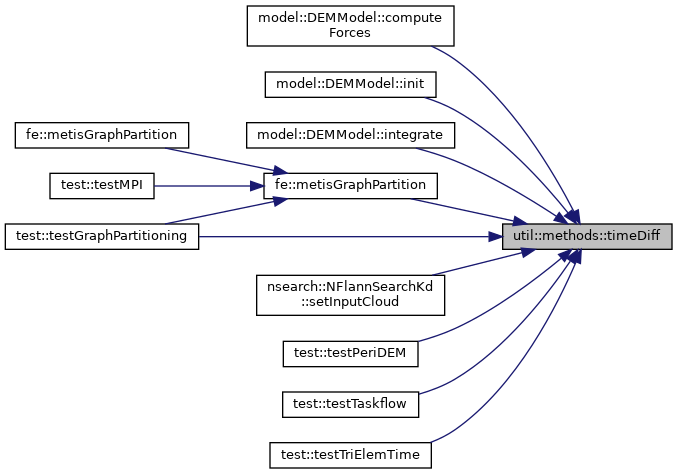 model::DEMModel::compute
Forces
model::DEMModel::init
model::DEMModel::integrate
fe::metisGraphPartition
fe::metisGraphPartition
test::testMPI
test::testGraphPartitioning
util::methods::timeDiff
nsearch::NFlannSearchKd
::setInputCloud
test::testPeriDEM
test::testTaskflow
test::testTriElemTime